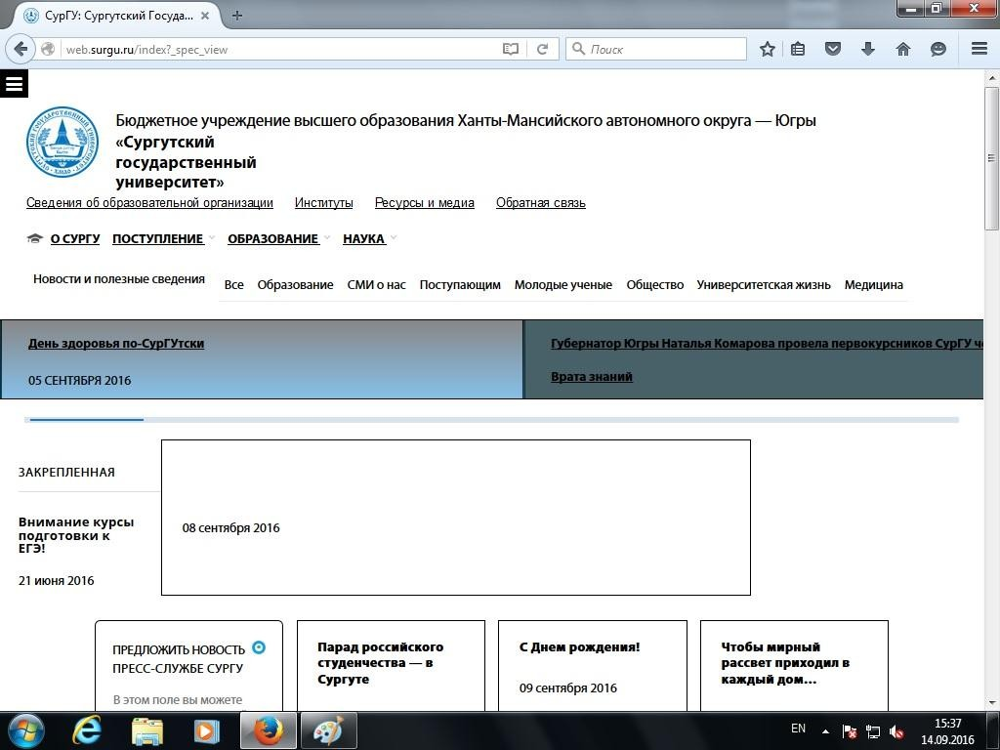 СурГУ: Сургутский Госуда...
web.surgu.ru/index?_spec_view
Поиск
Бюджетное учреждение высшего образования Ханты-Мансийского автономного округа — Югры
«Сургутский
государственный
университет»
Сведения об образовательной организации Институты Ресурсы и медиа Обратная связь
О СУРГУ ПОСТУПЛЕНИЕ ОБРАЗОВАНИЕ НАУКА
Новости и полезные сведения Все Образование СМИ о нас Поступающим Молодые ученые Общество Университетская жизнь Медицина
День здоровья по-СурГУтски
05 СЕНТЯБРЯ 2016
Губернатор Югры Наталья Комарова провела первокурсников СурГУ
Врата знаний
ЗАКРЕПЛЕННАЯ
Внимание курсы
подготовки к
ЕГЭ!
21 июня 2016
08 сентября 2016
ПРЕДЛОЖИТЬ НОВОСТЬ
ПРЕСС-СЛУЖБЕ СУРГУ
В этом поле вы можете
Парад российского
студенчества — в
Сургуте
С Днем рождения!
09 сентября 2016
Чтобы мирный
рассвет приходил в
каждый дом...
EN
15:37
14.09.2016